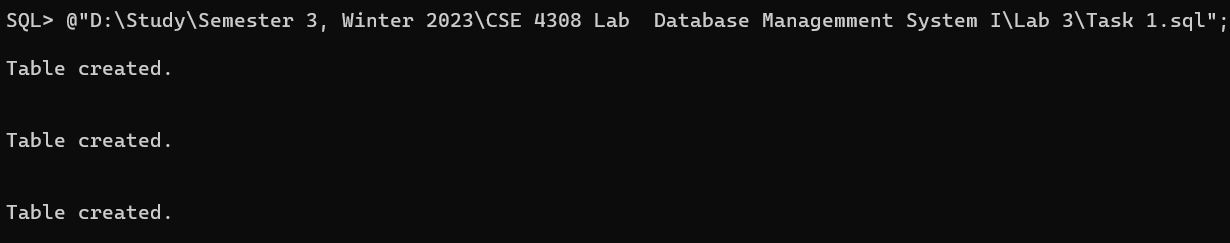 SQL> @"D:\Study\Semester 3, Winter 2023\CSE 4308 Lab  Database Managemment System I\Lab 3\Task 1.sql";
Table created.
Table created.
Table created.